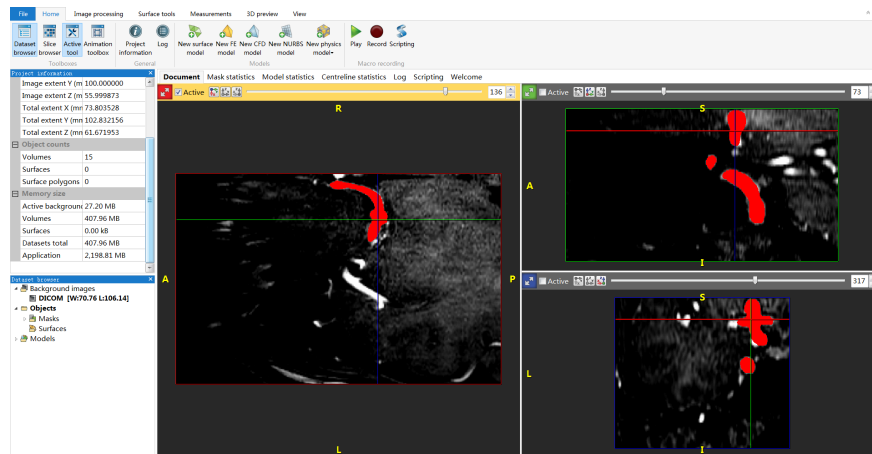 File Home Image processing Surface tools Measurements 3D preview View
Dataset browser Slice browser Active tool Animation toolbox Project information Log New surface model New FE model New CFD model New NURBS model New physics model Play Record Scripting
Toolboxes General Models Macro recording
Project information
Document Mask statistics Model statistics Centreline statistics Log Scripting Welcome
Image extent Y (m 100.000000
Image extent Z (m 55.999873
Total extent X (mm 73.803528
Total extent Y (mm 102.832156
Total extent Z (mm 61.671953
Object counts
Volumes 15
Surfaces 0
Surface polygons 0
Memory size
Active background 27.20 MB
Volumes 407.96 MB
Surfaces 0.00 kB
Datasets total 407.96 MB
Application 2,198.81 MB
Dataset browser
Background images
DICOM [W:70.76 L:106.14]
Objects
Masks
Surfaces
Models
Active 136
R
A
P
L
Active 73
S
A
I
Active 317
S
L
I